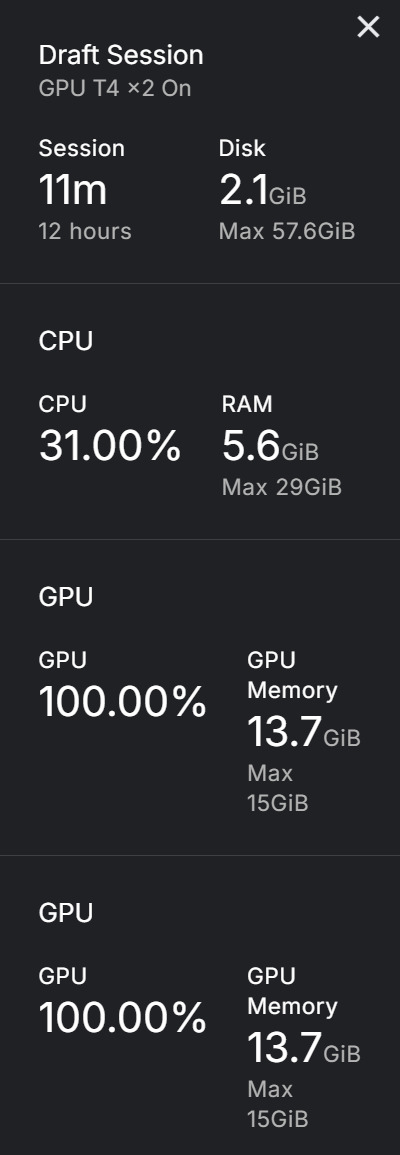 Draft Session
GPU T4 ×2 On
Session Disk
11m 2.1GiB
12 hours Max 57.6GiB
CPU
CPU RAM
31.00% 5.6GiB
Max 29GiB
GPU
GPU GPU
Memory
100.00% 13.7GiB
Max
15GiB
GPU
GPU GPU
Memory
100.00% 13.7GiB
Max
15GiB